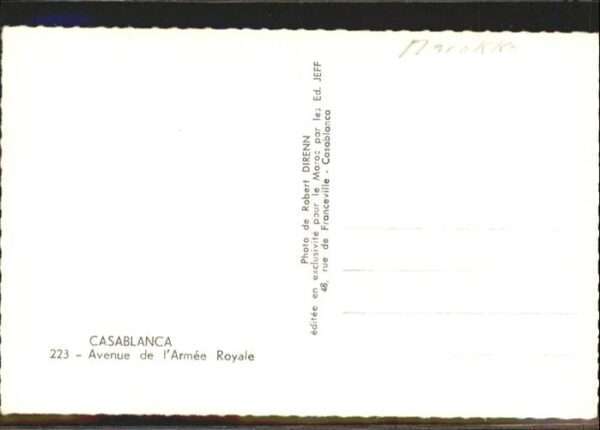 Marokko
Photo de Robert DIRENN
éditée en exclusivité pour le Maroc par les Ed. JEFF
48, rue de Franceville - Casablanca
CASABLANCA
223 - Avenue de l'Armée Royale